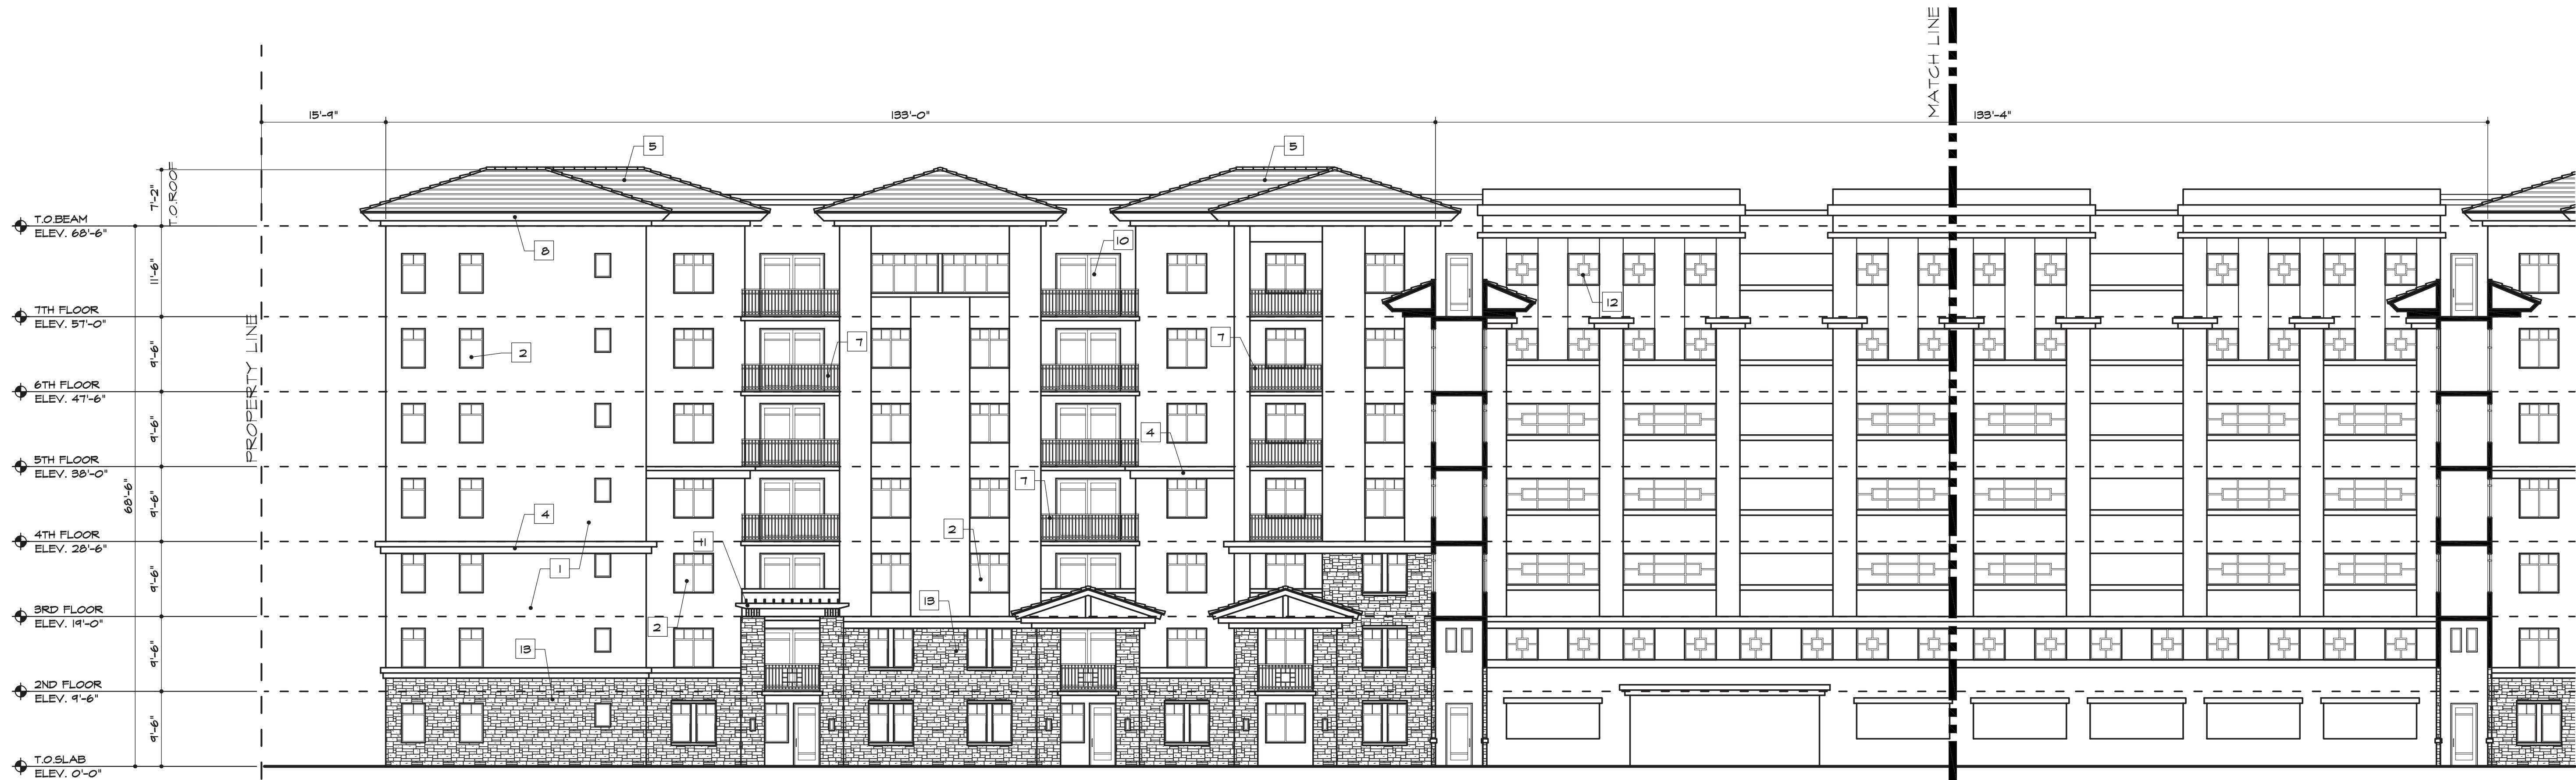 MATCH LINE
15'-9"
133'-0"
133'-4"
5
5
7'-2"
T.O.ROOF
T.O.BEAM
ELEV. 68'-6"
8
10
11'-6"
12
7TH FLOOR
ELEV. 57'-0"
PROPERTY LINE
9'-6"
2
7
7
6TH FLOOR
ELEV. 47'-6"
9'-6"
4
5TH FLOOR
ELEV. 38'-0"
68'-6"
9'-6"
7
4
2
11
4TH FLOOR
ELEV. 28'-6"
9'-6"
1
13
3RD FLOOR
ELEV. 19'-0"
2
9'-6"
13
2ND FLOOR
ELEV. 9'-6"
9'-6"
T.O.SLAB
ELEV. 0'-0"